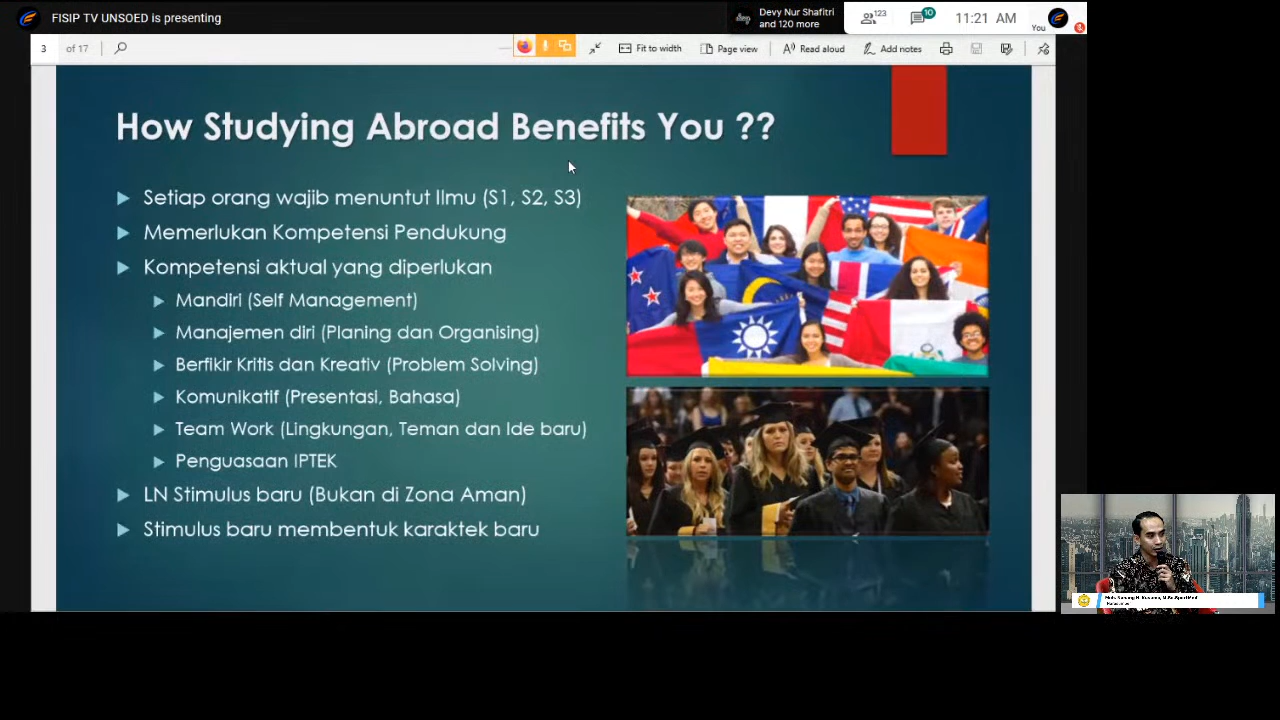 FISIP TV UNSOED is presenting
Devy Nur Shafitri
and 120 more
123
10
11:21 AM
You
3 of 17
Fit to width
Page view
Read aloud
Add notes
How Studying Abroad Benefits You ??
Setiap orang wajib menuntut Ilmu (S1, S2, S3)
Memerlukan Kompetensi Pendukung
Kompetensi aktual yang diperlukan
Mandiri (Self Management)
Manajemen diri (Planing dan Organising)
Berfikir Kritis dan Kreativ (Problem Solving)
Komunikatif (Presentasi, Bahasa)
Team Work (Lingkungan, Teman dan Ide baru)
Penguasaan IPTEK
LN Stimulus baru (Bukan di Zona Aman)
Stimulus baru membentuk karaktek baru